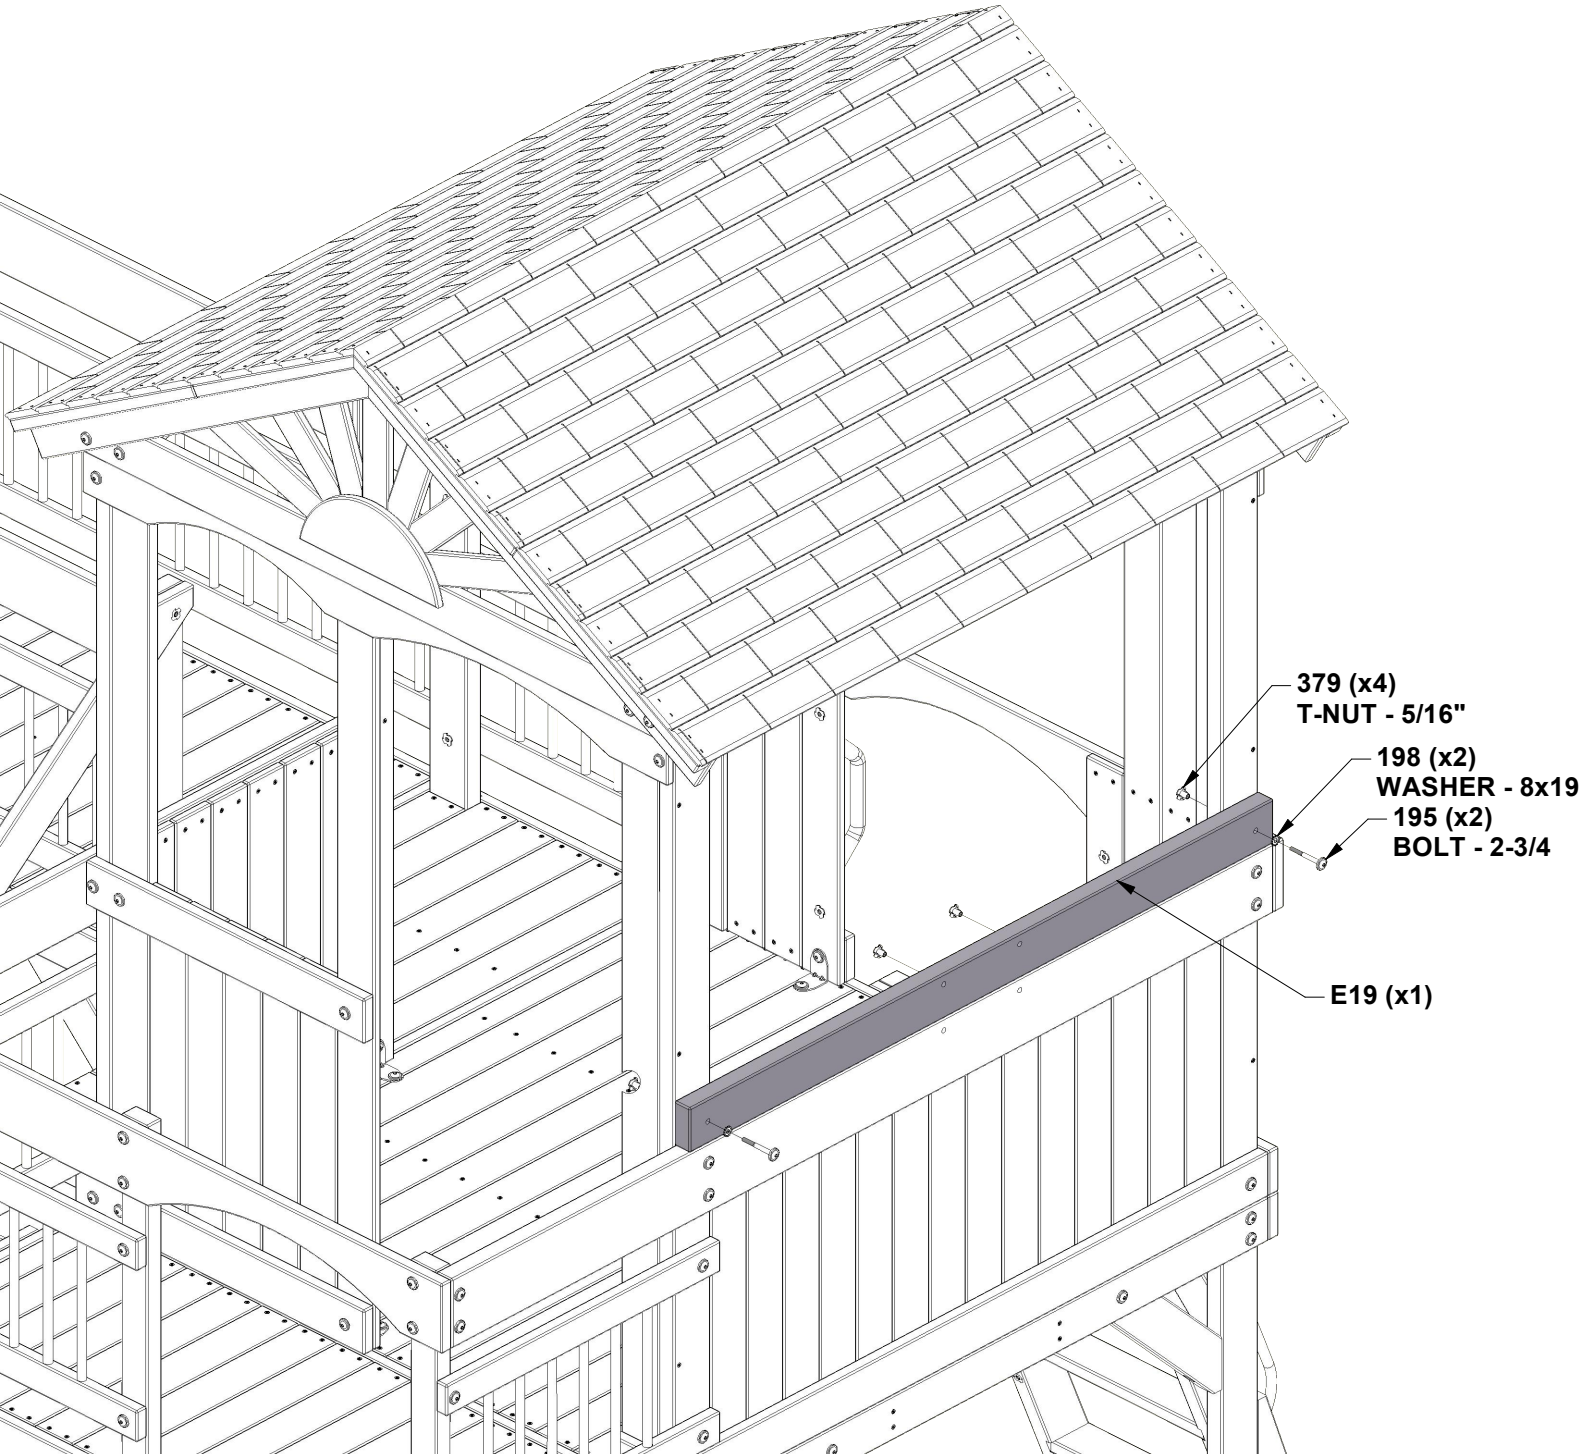 379 (x4)
T-NUT - 5/16"
198 (x2)
WASHER - 8x19
195 (x2)
BOLT - 2-3/4
E19 (x1)